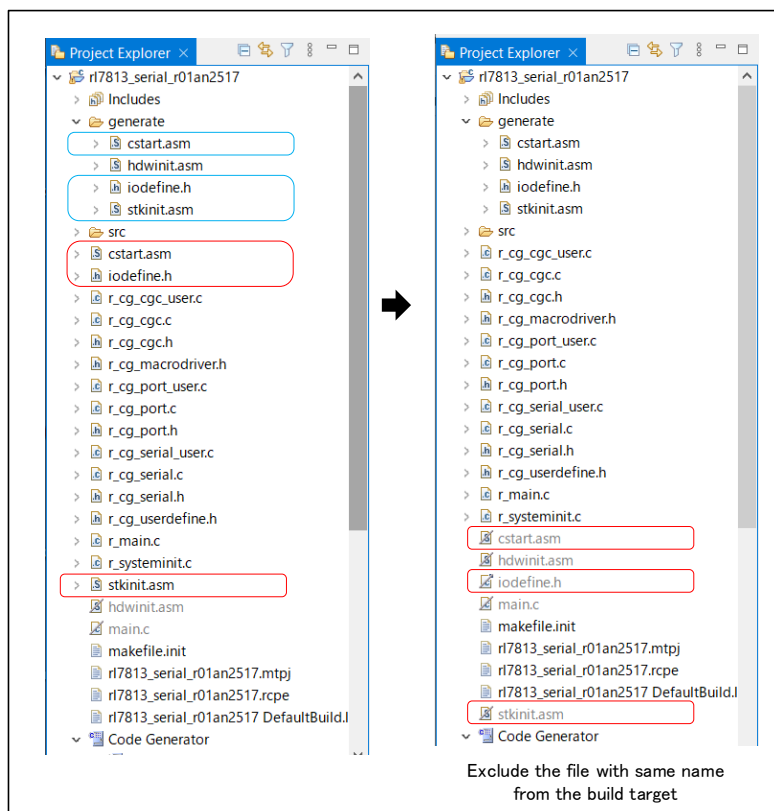 Project Explorer
rl7813_serial_r01an2517
Includes
generate
cstart.asm
hdwinit.asm
iodefine.h
stkinit.asm
src
cstart.asm
iodefine.h
r_cg_cgc_user.c
r_cg_cgc.c
r_cg_cgc.h
r_cg_macrodriver.h
r_cg_port_user.c
r_cg_port.c
r_cg_port.h
r_cg_serial_user.c
r_cg_serial.c
r_cg_serial.h
r_cg_userdefine.h
r_main.c
r_systeminit.c
stkinit.asm
hdwinit.asm
main.c
makefile.init
rl7813_serial_r01an2517.mtpj
rl7813_serial_r01an2517.rcpe
rl7813_serial_r01an2517 DefaultBuild.l
Code Generator
Project Explorer
rl7813_serial_r01an2517
Includes
generate
cstart.asm
hdwinit.asm
iodefine.h
stkinit.asm
src
r_cg_cgc_user.c
r_cg_cgc.c
r_cg_cgc.h
r_cg_macrodriver.h
r_cg_port_user.c
r_cg_port.c
r_cg_port.h
r_cg_serial_user.c
r_cg_serial.c
r_cg_serial.h
r_cg_userdefine.h
r_main.c
r_systeminit.c
cstart.asm
hdwinit.asm
iodefine.h
main.c
makefile.init
rl7813_serial_r01an2517.mtpj
rl7813_serial_r01an2517.rcpe
rl7813_serial_r01an2517 DefaultBuild.l
stkinit.asm
Code Generator
Exclude the file with same name
from the build target